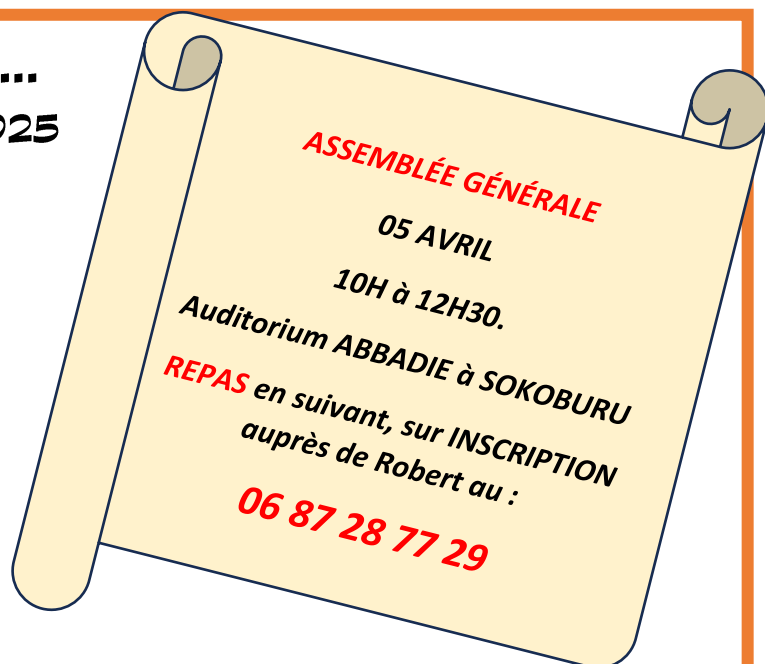 ...
925
ASSEMBLÉE GÉNÉRALE
05 AVRIL
10H à 12H30.
Auditorium ABBADIE à SOKOBURU
REPAS en suivant, sur INSCRIPTION
auprès de Robert au :
06 87 28 77 29